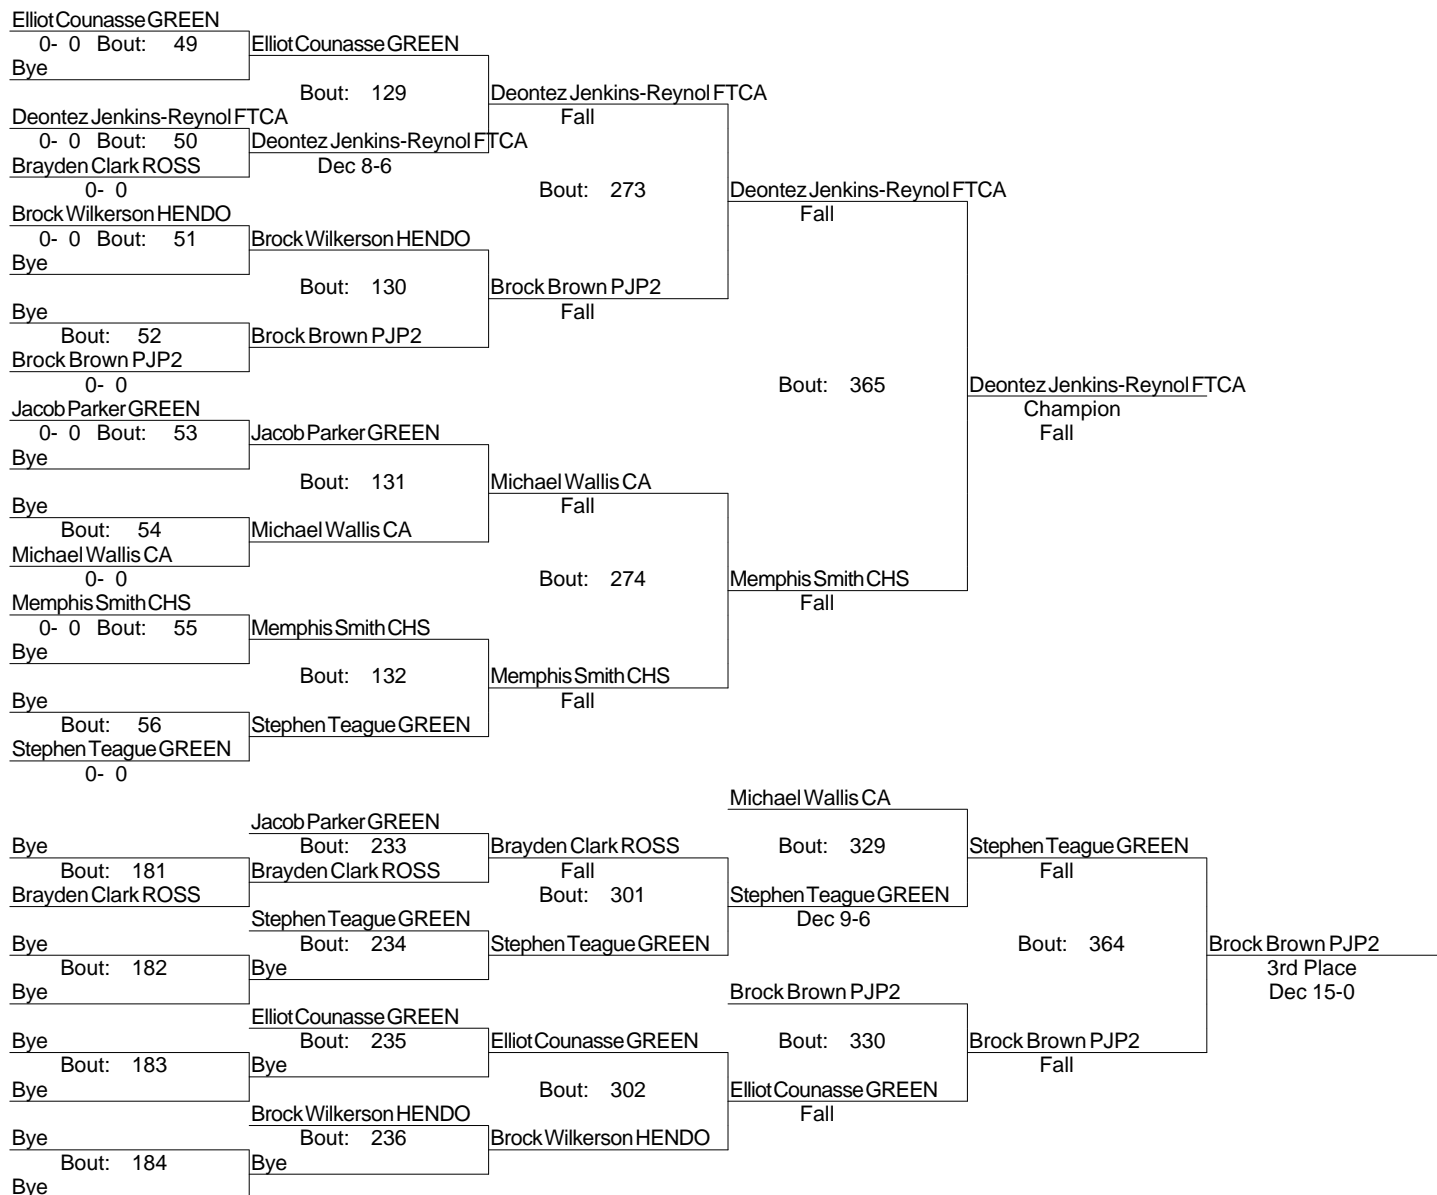 Elliot Counasse GREEN
0- 0 Bout: 49 Elliot Counasse GREEN
Bye
Bout: 129 Deontez Jenkins-Reynol FTCA
Deontez Jenkins-Reynol FTCA Fall
0- 0 Bout: 50 Deontez Jenkins-Reynol FTCA
Brayden Clark ROSS Dec 8-6
0- 0 Bout: 273 Deontez Jenkins-Reynol FTCA
Brock Wilkerson HENDO Fall
0- 0 Bout: 51 Brock Wilkerson HENDO
Bye
Bout: 130 Brock Brown PJP2
Bye Fall
Bout: 52 Brock Brown PJP2
Brock Brown PJP2
0- 0 Bout: 365 Deontez Jenkins-Reynol FTCA
Jacob Parker GREEN Champion
0- 0 Bout: 53 Jacob Parker GREEN Fall
Bye
Bout: 131 Michael Wallis CA
Bye Fall
Bout: 54 Michael Wallis CA
Michael Wallis CA
0- 0 Bout: 274 Memphis Smith CHS
Memphis Smith CHS Fall
0- 0 Bout: 55 Memphis Smith CHS
Bye
Bout: 132 Memphis Smith CHS
Bye Fall
Bout: 56 Stephen Teague GREEN
Stephen Teague GREEN
0- 0
Michael Wallis CA
Jacob Parker GREEN
Bye Bout: 233 Brayden Clark ROSS Bout: 329 Stephen Teague GREEN
Bout: 181 Brayden Clark ROSS Fall Fall
Brayden Clark ROSS Bout: 301 Stephen Teague GREEN
Stephen Teague GREEN Dec 9-6
Bye Bout: 234 Stephen Teague GREEN Bout: 364 Brock Brown PJP2
Bout: 182 Bye 3rd Place
Bye Brock Brown PJP2 Dec 15-0
Elliot Counasse GREEN
Bye Bout: 235 Elliot Counasse GREEN Bout: 330 Brock Brown PJP2
Bout: 183 Bye Fall
Bye Bout: 302 Elliot Counasse GREEN
Brock Wilkerson HENDO Fall
Bye Bout: 236 Brock Wilkerson HENDO
Bout: 184 Bye
Bye